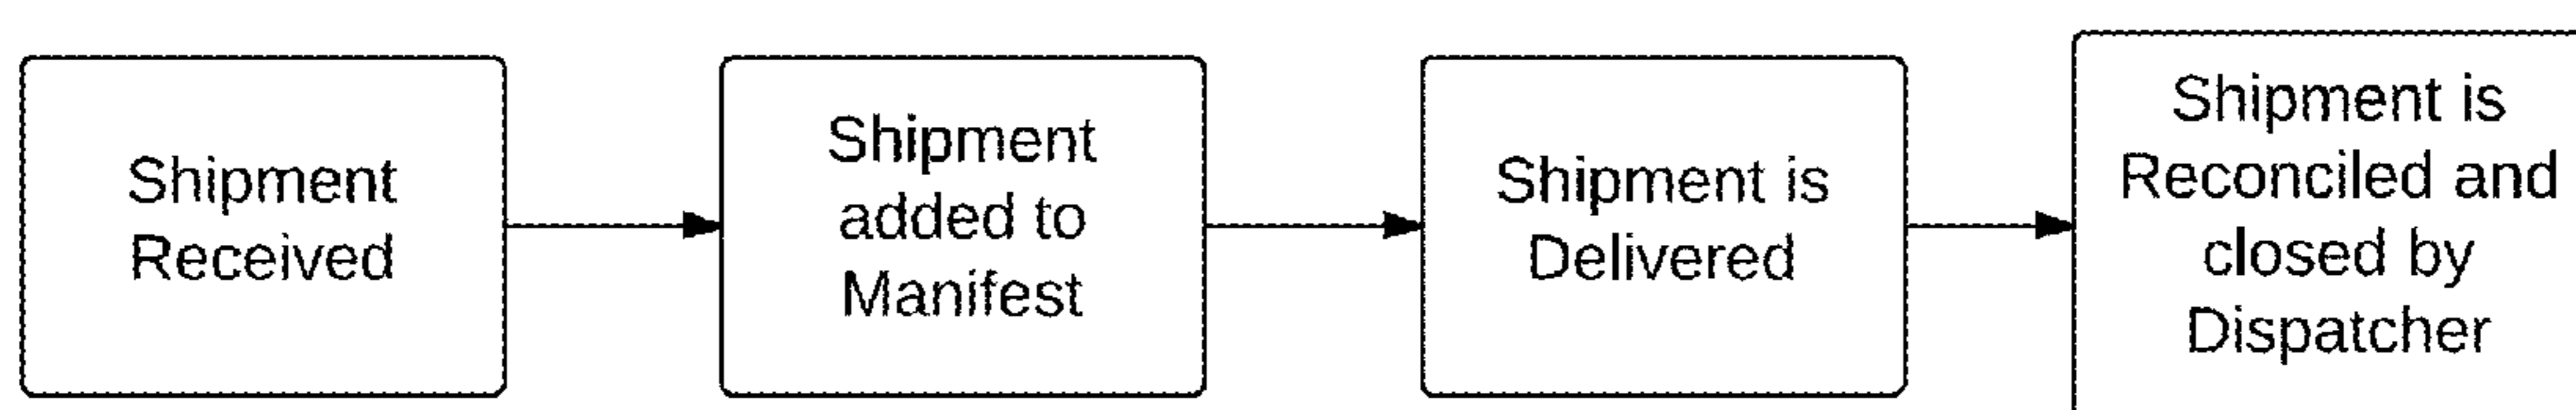 Shipment
Received
Shipment
added to
Manifest
Shipment is
Delivered
Shipment is
Reconciled and
closed by
Dispatcher